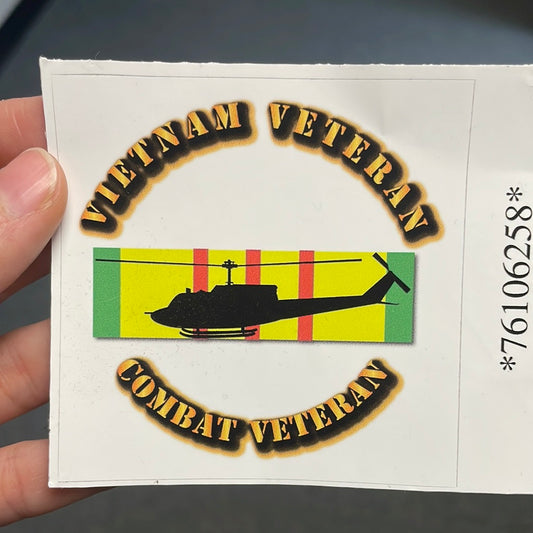 VIETNAM VETERAN
COMBAT VETERAN
*76106258*